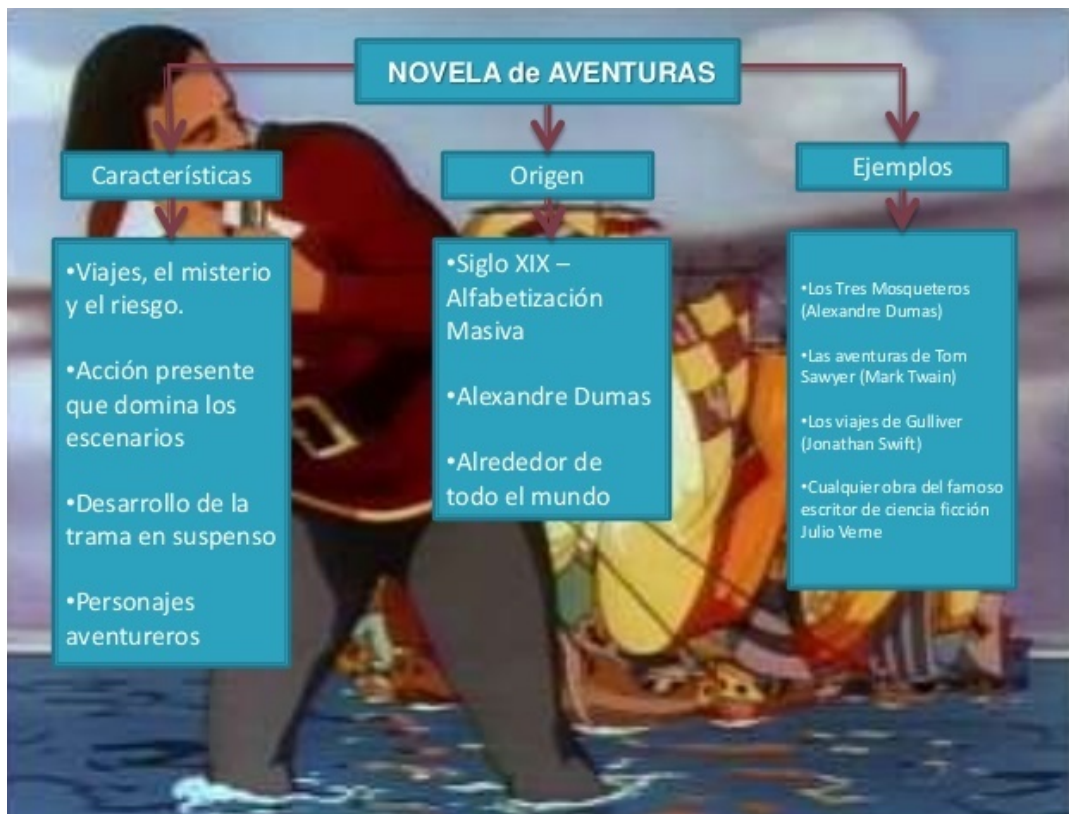 NOVELA de AVENTURAS
Características
•Viajes, el misterio
y el riesgo.
•Acción presente
que domina los
escenarios
•Desarrollo de la
trama en suspenso
•Personajes
aventureros
Origen
•Siglo XIX –
Alfabetización
Masiva
•Alexandre Dumas
•Alrededor de
todo el mundo
Ejemplos
•Los Tres Mosqueteros
(Alexandre Dumas)
•Las aventuras de Tom
Sawyer (Mark Twain)
•Los viajes de Gulliver
(Jonathan Swift)
•Cualquier obra del famoso
escritor de ciencia ficción
Julio Verne